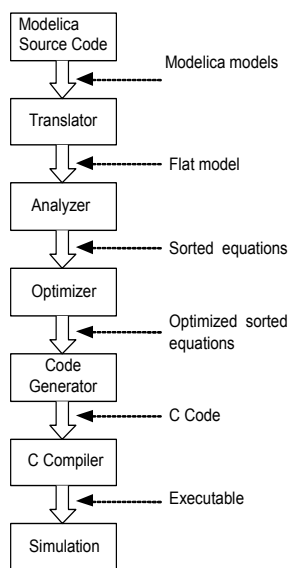 Modelica
Source Code
Modelica models
Translator
Flat model
Analyzer
Sorted equations
Optimizer
Optimized sorted
equations
Code
Generator
C Code
C Compiler
Executable
Simulation